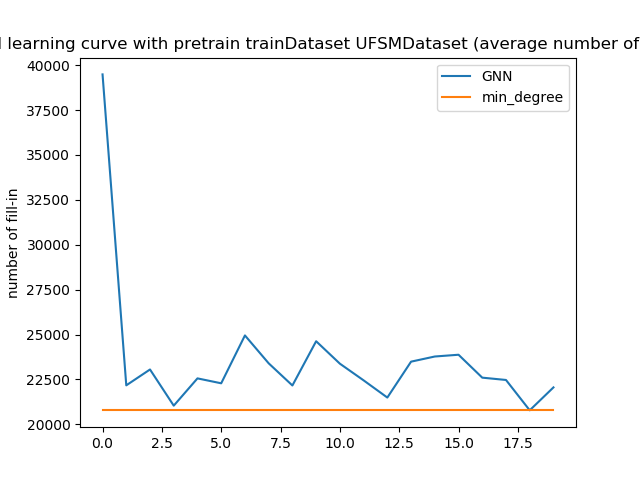 learning curve with pretrain trainDataset UFSMDataset (average number of
GNN
min_degree
number of fill-in
40000
37500
35000
32500
30000
27500
25000
22500
20000
0.0 2.5 5.0 7.5 10.0 12.5 15.0 17.5